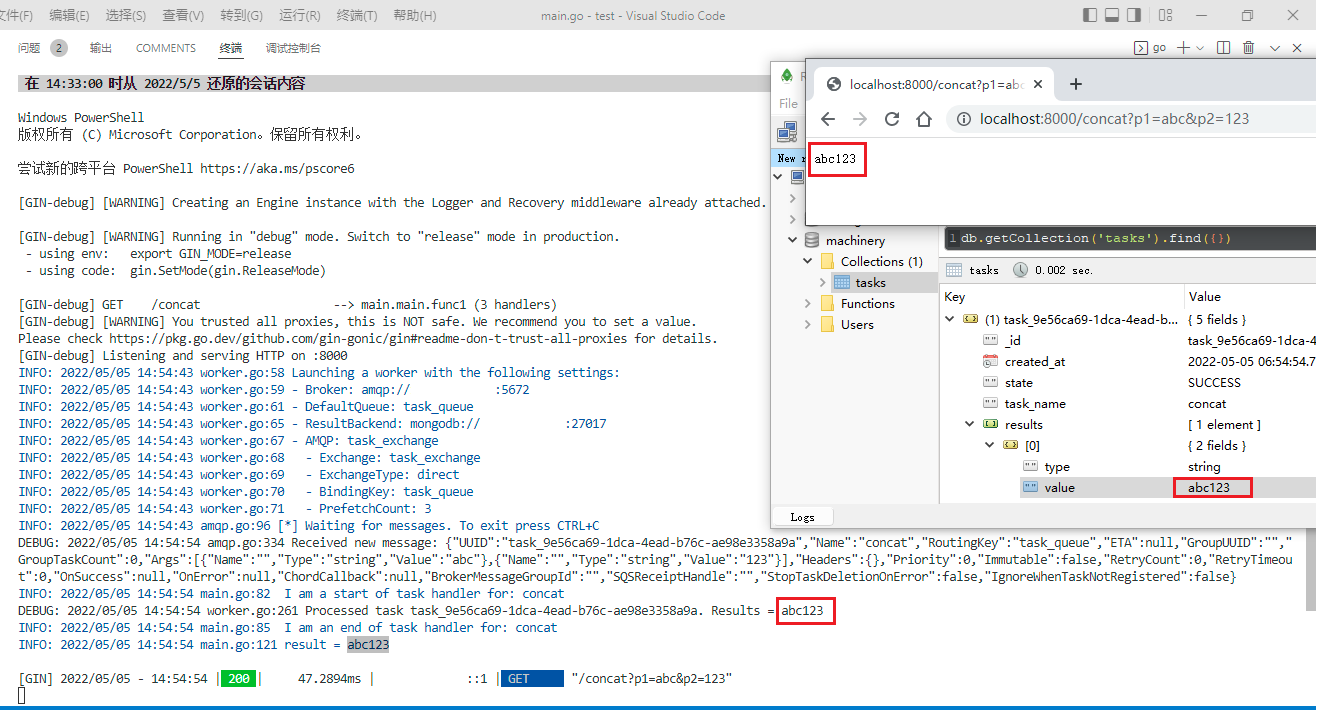 文件(F) 编辑(E) 选择(S) 查看(V) 转到(G) 运行(R) 终端(T) 帮助(H) main.go - test - Visual Studio Code
问题 2 输出 COMMENTS 终端 调试控制台 go
在 14:33:00 时从 2022/5/5 还原的会话内容
Windows PowerShell
版权所有 (C) Microsoft Corporation。保留所有权利。
尝试新的跨平台 PowerShell https://aka.ms/pscore6
[GIN-debug] [WARNING] Creating an Engine instance with the Logger and Recovery middleware already attached.
[GIN-debug] [WARNING] Running in "debug" mode. Switch to "release" mode in production.
- using env: export GIN_MODE=release
- using code: gin.SetMode(gin.ReleaseMode)
[GIN-debug] GET /concat --> main.main.func1 (3 handlers)
[GIN-debug] [WARNING] You trusted all proxies, this is NOT safe. We recommend you to set a value.
Please check https://pkg.go.dev/github.com/gin-gonic/gin#readme-don-t-trust-all-proxies for details.
[GIN-debug] Listening and serving HTTP on :8000
INFO: 2022/05/05 14:54:43 worker.go:58 Launching a worker with the following settings:
INFO: 2022/05/05 14:54:43 worker.go:59 - Broker: amqp:// :5672
INFO: 2022/05/05 14:54:43 worker.go:61 - DefaultQueue: task_queue
INFO: 2022/05/05 14:54:43 worker.go:65 - ResultBackend: mongodb:// :27017
INFO: 2022/05/05 14:54:43 worker.go:67 - AMQP: task_exchange
INFO: 2022/05/05 14:54:43 worker.go:68 - Exchange: task_exchange
INFO: 2022/05/05 14:54:43 worker.go:69 - ExchangeType: direct
INFO: 2022/05/05 14:54:43 worker.go:70 - BindingKey: task_queue
INFO: 2022/05/05 14:54:43 worker.go:71 - PrefetchCount: 3
INFO: 2022/05/05 14:54:43 amqp.go:96 [*] Waiting for messages. To exit press CTRL+C
DEBUG: 2022/05/05 14:54:54 amqp.go:334 Received new message: {"UUID":"task_9e56ca69-1dca-4ead-b76c-ae98e3358a9a","Name":"concat","RoutingKey":"task_queue","ETA":null,"GroupUUID":"","
GroupTaskCount":0,"Args":[{"Name":"","Type":"string","Value":"abc"},{"Name":"","Type":"string","Value":"123"}],"Headers":{},"Priority":0,"Immutable":false,"RetryCount":0,"RetryTimeou
t":0,"OnSuccess":null,"OnError":null,"ChordCallback":null,"BrokerMessageGroupId":"","SQSReceiptHandle":"","StopTaskDeletionOnError":false,"IgnoreWhenTaskNotRegistered":false}
INFO: 2022/05/05 14:54:54 main.go:82 I am a start of task handler for: concat
DEBUG: 2022/05/05 14:54:54 worker.go:261 Processed task task_9e56ca69-1dca-4ead-b76c-ae98e3358a9a. Results = abc123
INFO: 2022/05/05 14:54:54 main.go:85 I am an end of task handler for: concat
INFO: 2022/05/05 14:54:54 main.go:121 result = abc123
[GIN] 2022/05/05 - 14:54:54 | 200 | 47.2894ms | ::1 | GET "/concat?p1=abc&p2=123"
localhost:8000/concat?p1=abc
localhost:8000/concat?p1=abc&p2=123
abc123
File
New
machinery
Collections (1)
tasks
Functions
Users
Logs
1 db.getCollection('tasks').find({})
tasks 0.002 sec.
Key Value
(1) task_9e56ca69-1dca-4ead-b... { 5 fields }
_id task_9e56ca69-1dca-4
created_at 2022-05-05 06:54:54.7
state SUCCESS
task_name concat
results [ 1 element ]
[0] { 2 fields }
type string
value abc123